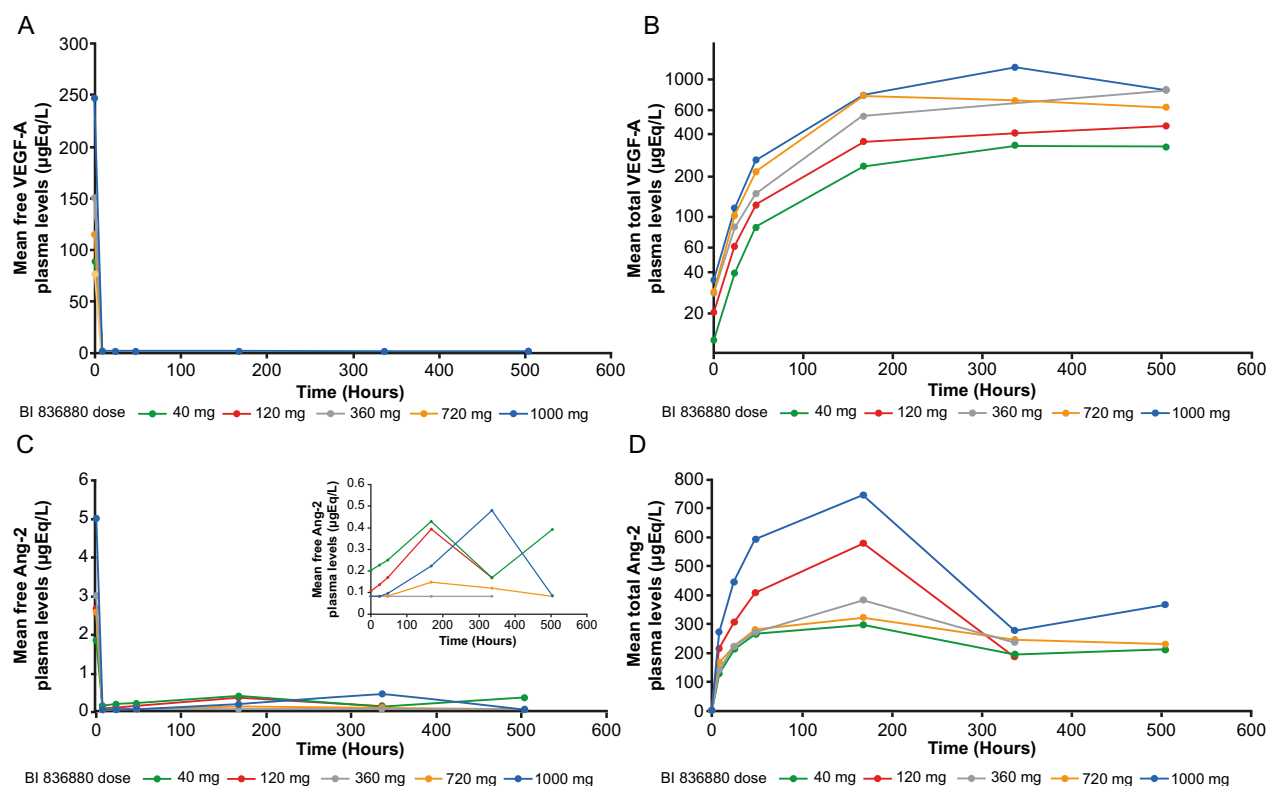 A
Mean free VEGF-A
plasma levels (µgEq/L)
300
250
200
150
100
50
0
0 100 200 300 400 500 600
Time (Hours)
BI 836880 dose 40 mg 120 mg 360 mg 720 mg 1000 mg
B
Mean total VEGF-A
plasma levels (µgEq/L)
1000
600
400
200
100
60
40
20
0 100 200 300 400 500 600
Time (Hours)
BI 836880 dose 40 mg 120 mg 360 mg 720 mg 1000 mg
C
Mean free Ang-2
plasma levels (µgEq/L)
6
5
4
3
2
1
0
0 100 200 300 400 500 600
Time (Hours)
Mean free Ang-2
plasma levels (µgEq/L)
0.6
0.5
0.4
0.3
0.2
0.1
0
0 100 200 300 400 500 600
Time (Hours)
BI 836880 dose 40 mg 120 mg 360 mg 720 mg 1000 mg
D
Mean total Ang-2
plasma levels (µgEq/L)
800
700
600
500
400
300
200
100
0
0 100 200 300 400 500 600
Time (Hours)
BI 836880 dose 40 mg 120 mg 360 mg 720 mg 1000 mg